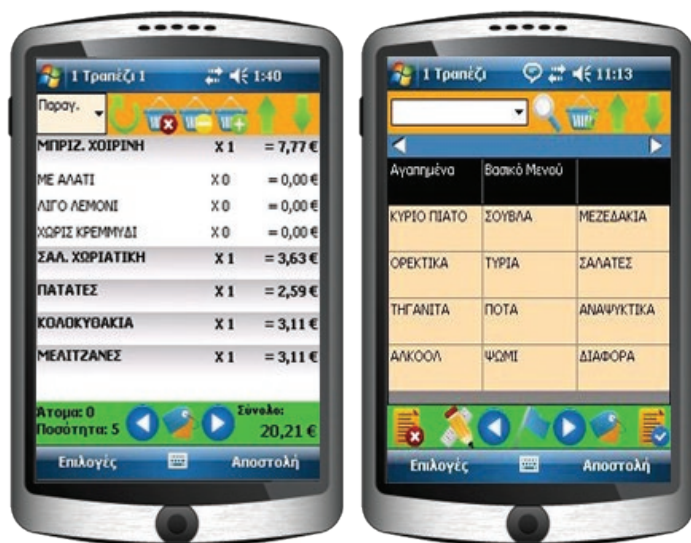 1 Τραπέζι 1 1:40
Παραγ.
ΜΠΡΙΖ. ΧΟΙΡΙΝΗ X 1 = 7,77 €
ΜΕ ΑΛΑΤΙ X 0 = 0,00 €
ΛΙΓΟ ΛΕΜΟΝΙ X 0 = 0,00 €
ΧΩΡΙΣ ΚΡΕΜΜΥΔΙ X 0 = 0,00 €
ΣΑΛ. ΧΩΡΙΑΤΙΚΗ X 1 = 3,63 €
ΠΑΤΑΤΕΣ X 1 = 2,59 €
ΚΟΛΟΚΥΘΑΚΙΑ X 1 = 3,11 €
ΜΕΛΙΤΖΑΝΕΣ X 1 = 3,11 €
Άτομα: 0 Σύνολο:
Ποσότητα: 5 20,21 €
Επιλογές Αποστολή
1 Τραπέζι 11:13
Αγαπημένα Βασικό Μενού
ΚΥΡΙΟ ΠΙΑΤΟ ΣΟΥΒΛΑ ΜΕΖΕΔΑΚΙΑ
ΟΡΕΚΤΙΚΑ ΤΥΡΙΑ ΣΑΛΑΤΕΣ
ΤΗΓΑΝΙΤΑ ΠΟΤΑ ΑΝΑΨΥΚΤΙΚΑ
ΑΛΚΟΟΛ ΨΩΜΙ ΔΙΑΦΟΡΑ
Επιλογές Αποστολή